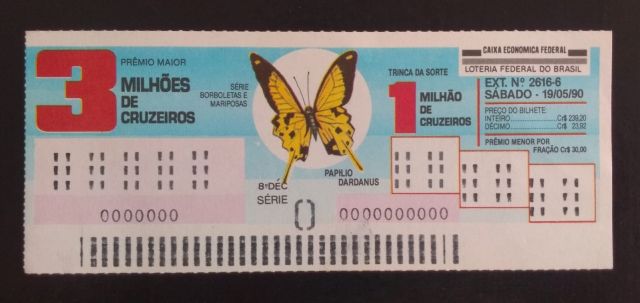 3
PRÊMIO MAIOR
MILHÕES
DE
CRUZEIROS
SÉRIE
BORBOLETAS E
MARIPOSAS
TRINCA DA SORTE
1
MILHÃO
DE
CRUZEIROS
CAIXA ECONOMICA FEDERAL
LOTERIA FEDERAL DO BRASIL
EXT. Nº 2616-6
SÁBADO - 19/05/90
PREÇO DO BILHETE:
INTEIRO ................ Cr$ 239,20
DÉCIMO ................ Cr$ 23,92
PRÊMIO MENOR POR
FRAÇÃO Cr$ 30,00
PAPILIO
DARDANUS
8º DÉC
SÉRIE
0
0000000
0000000000